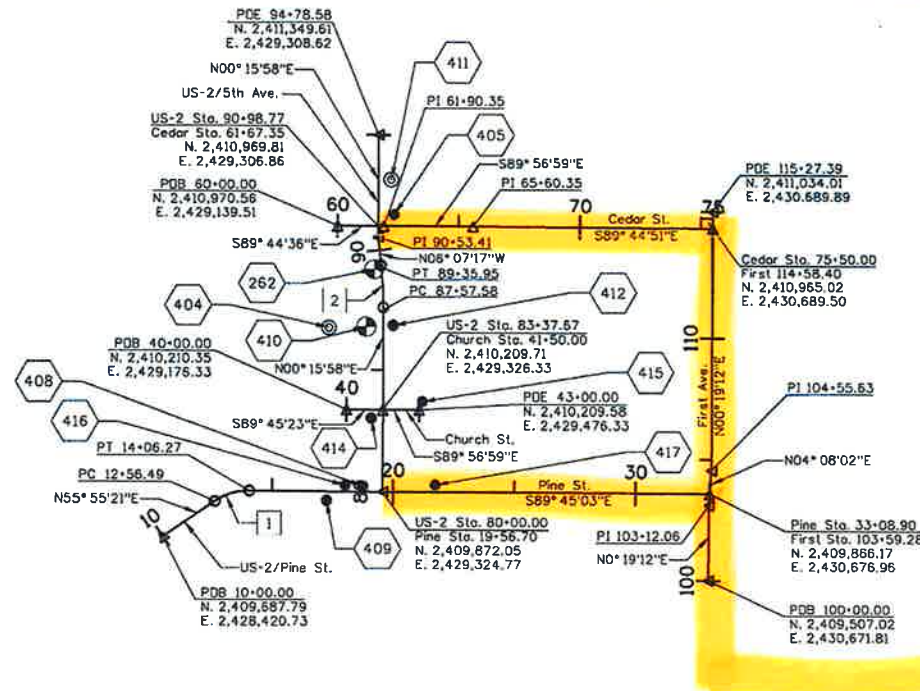 POE 94+78.58
N. 2,411,349.61
E. 2,429,308.62
N00° 15'58"E
US-2/5th Ave.
411
PI 61+90.35
405
US-2 Sta. 90+98.77
Cedar Sta. 61+67.35
N. 2,410,969.81
E. 2,429,306.86
S89° 56'59"E
PI 65+60.35
POE 115+27.39
N. 2,411,034.01
E. 2,430,689.89
POB 60+00.00
N. 2,410,970.56
E. 2,429,139.51
60
70
75
Cedar St.
S89° 44'51"E
S89° 44'36"E
PI 90+53.41
90
N08° 07'17"W
Cedar Sta. 75+50.00
First 114+58.40
N. 2,410,965.02
E. 2,430,689.50
262
PT 89+35.95
2
PC 87+57.58
404
412
410
US-2 Sta. 83+37.67
Church Sta. 41+50.00
N. 2,410,209.71
E. 2,429,326.33
110
First Ave.
N00° 19'12"E
POB 40+00.00
N. 2,410,210.35
E. 2,429,176.33
N00° 15'58"E
408
415
PI 104+55.63
40
POE 43+00.00
N. 2,410,209.58
E. 2,429,476.33
416
S89° 45'23"E
414
Church St.
S89° 56'59"E
417
N04° 08'02"E
PT 14+06.27
PC 12+56.49
20
30
Pine St.
S89° 45'03"E
80
N55° 55'21"E
1
10
409
US-2 Sta. 80+00.00
Pine Sta. 19+56.70
N. 2,409,872.05
E. 2,429,324.77
PI 103+12.06
N0° 19'12"E
Pine Sta. 33+08.90
First Sta. 103+59.28
N. 2,409,866.17
E. 2,430,676.96
US-2/Pine St.
100
POB 10+00.00
N. 2,409,687.79
E. 2,428,420.73
POB 100+00.00
N. 2,409,507.02
E. 2,430,671.81